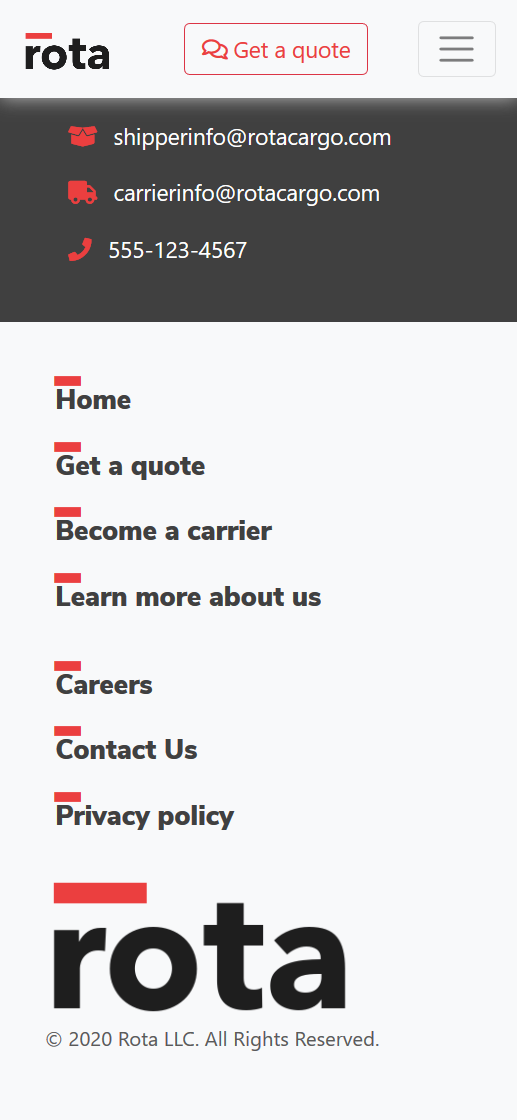 rota
Get a quote
shipperinfo@rotacargo.com
carrierinfo@rotacargo.com
555-123-4567
Home
Get a quote
Become a carrier
Learn more about us
Careers
Contact Us
Privacy policy
rota
© 2020 Rota LLC. All Rights Reserved.